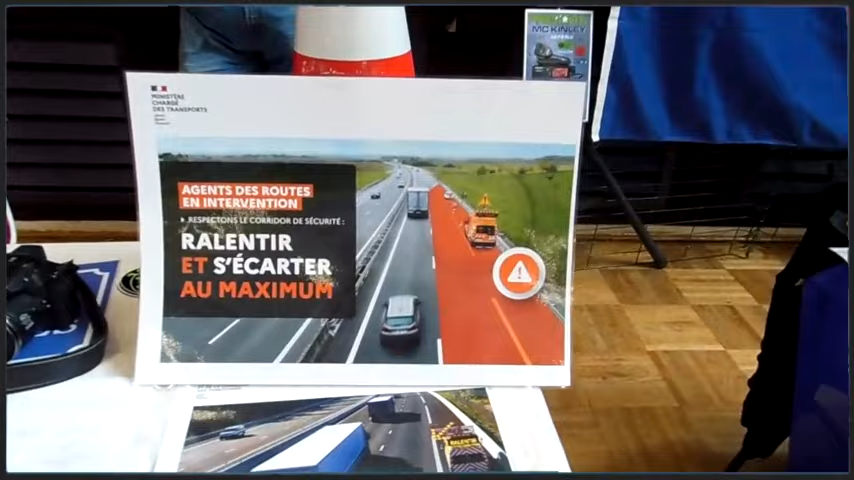 MINISTÈRE
CHARGÉ
DES TRANSPORTS
MC KINLEY
AGENTS DES ROUTES
EN INTERVENTION
RESPECTONS LE CORRIDOR DE SÉCURITÉ :
RALENTIR
ET S'ÉCARTER
AU MAXIMUM